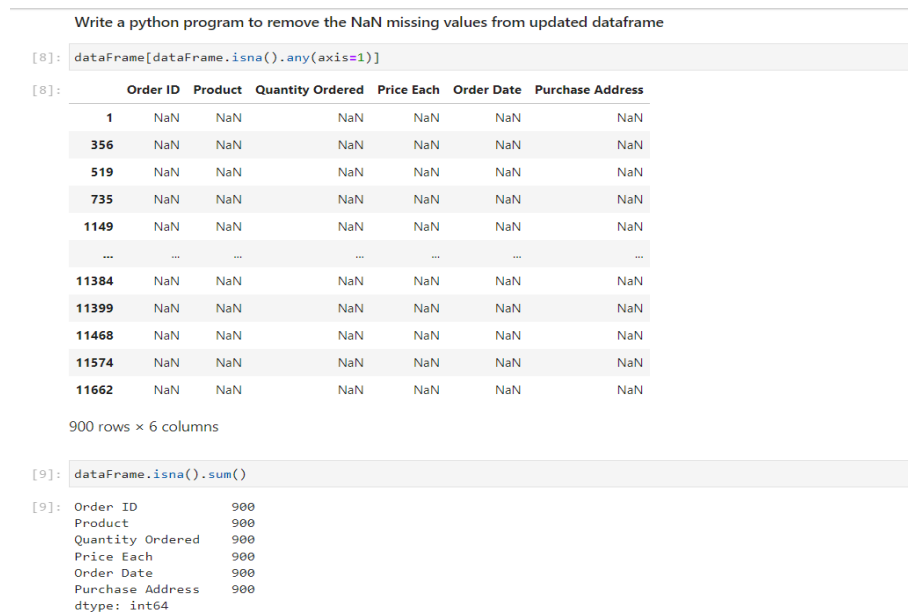 Write a python program to remove the NaN missing values from updated dataframe
[8]: dataFrame[dataFrame.isna().any(axis=1)]
[8]: Order ID Product Quantity Ordered Price Each Order Date Purchase Address
1 NaN NaN NaN NaN NaN NaN
356 NaN NaN NaN NaN NaN NaN
519 NaN NaN NaN NaN NaN NaN
735 NaN NaN NaN NaN NaN NaN
1149 NaN NaN NaN NaN NaN NaN
... ... ... ... ... ... ...
11384 NaN NaN NaN NaN NaN NaN
11399 NaN NaN NaN NaN NaN NaN
11468 NaN NaN NaN NaN NaN NaN
11574 NaN NaN NaN NaN NaN NaN
11662 NaN NaN NaN NaN NaN NaN
900 rows × 6 columns
[9]: dataFrame.isna().sum()
[9]: Order ID 900
Product 900
Quantity Ordered 900
Price Each 900
Order Date 900
Purchase Address 900
dtype: int64